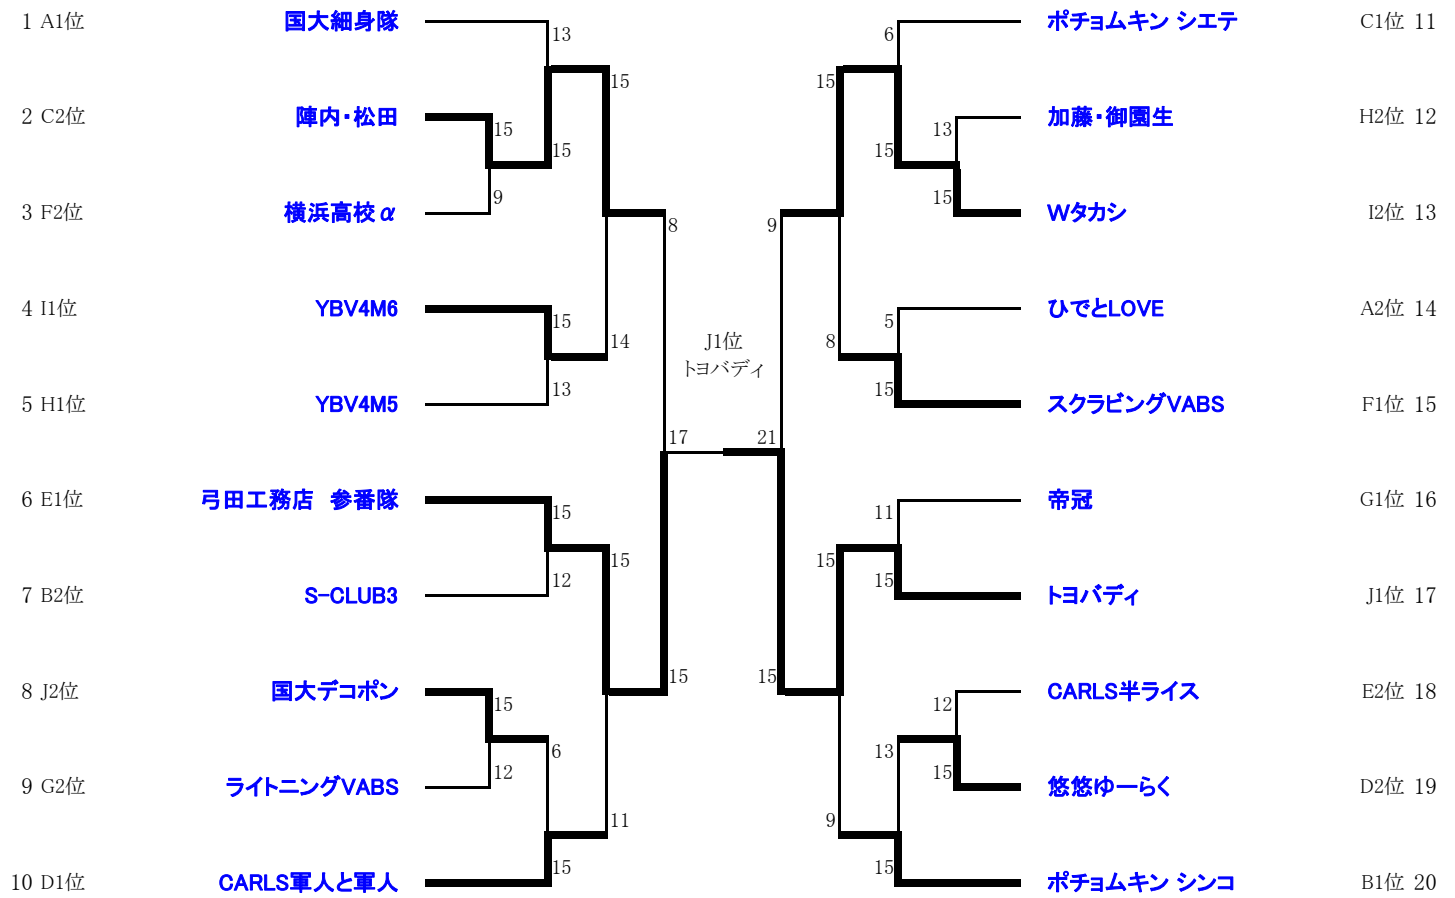 1 A1位 国大細身隊 13 6 ポチョムキン シエテ C1位 11
15 15
2 C2位 陣内・松田 15 13 加藤・御園生 H2位 12
15 15
9 15
3 F2位 横浜高校α Wタカシ I2位 13
8 9
4 I1位 YBV4M6 ひでとLOVE A2位 14
15 5
14 J1位 8
トヨバディ
13 15
5 H1位 YBV4M5 スクラビングVABS F1位 15
17 21
6 E1位 弓田工務店 参番隊 帝冠 G1位 16
15 11
15 15
12 15
7 B2位 S-CLUB3 トヨバディ J1位 17
15 15
8 J2位 国大デコポン CARLS半ライス E2位 18
15 12
6 13
12 15
9 G2位 ライトニングVABS 悠悠ゆーらく D2位 19
11 9
15 15
10 D1位 CARLS軍人と軍人 ポチョムキン シンコ B1位 20